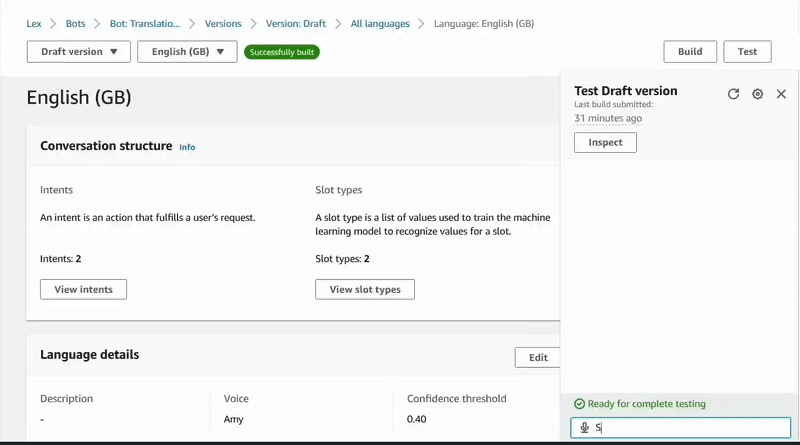 Lex > Bots > Bot: Translatio... > Versions > Version: Draft > All languages > Language: English (GB)
Draft version English (GB) Successfully built Build Test
English (GB)
Conversation structure Info
Intents
An intent is an action that fulfills a user's request.
Intents: 2
View intents
Slot types
A slot type is a list of values used to train the machine
learning model to recognize values for a slot.
Slot types: 2
View slot types
Language details Edit
Description
-
Voice
Amy
Confidence threshold
0.40
Test Draft version
Last build submitted:
31 minutes ago
Inspect
Ready for complete testing
S